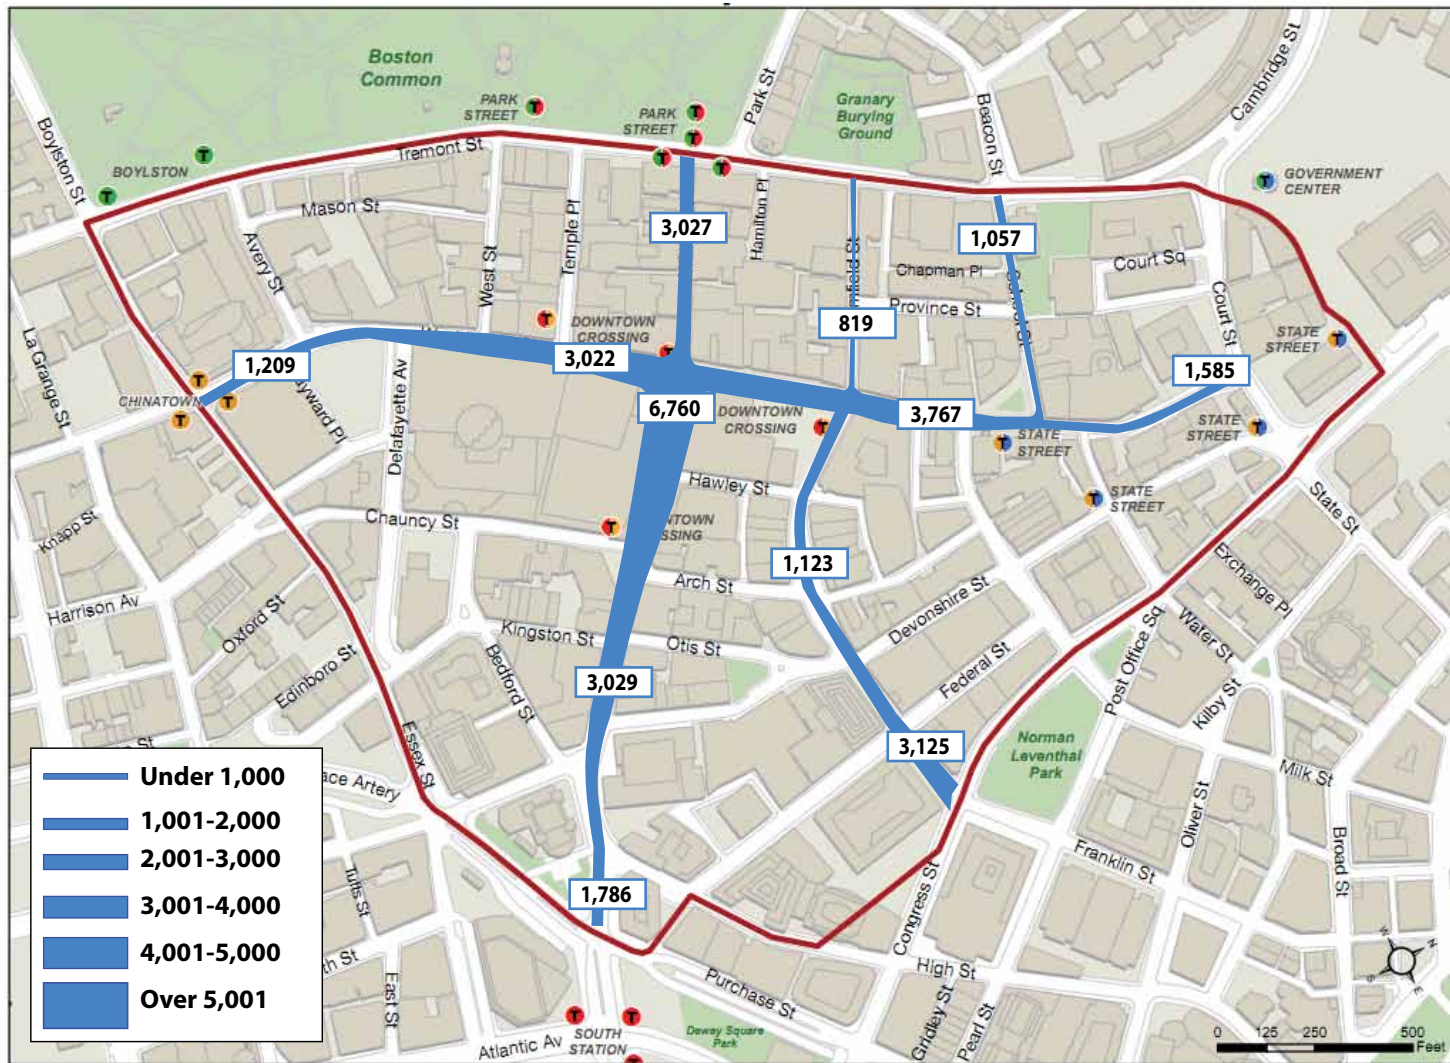 Boston
Common
Granary
Burying
Ground
Park St
Beacon St
Cambridge St
PARK
STREET
PARK
STREET
BOYLSTON
Boylston St
Tremont St
GOVERNMENT
CENTER
Mason St
Avery St
West St
Temple Pl
3,027
Hamilton Pl
1,057
Chapman Pl
Court Sq
Province St
Court St
La Grange St
819
DOWNTOWN
CROSSING
3,022
STATE
STREET
1,209
1,585
CHINATOWN
Delafayette Av
6,760
DOWNTOWN
CROSSING
3,767
STATE
STREET
STATE
STREET
Hawley St
STATE
STREET
State St
Knapp St
Chauncy St
1,123
Arch St
Exchange Pl
Harrison Av
Oxford St
Devonshire St
Water St
Kingston St
Otis St
Edinboro St
Bedford St
Federal St
Post Office Sq
Kilby St
3,029
Essex St
3,125
Norman
Leventhal
Park
Milk St
Oliver St
Broad St
Franklin St
Tufts St
1,786
Congress St
High St
East St
Purchase St
Gridley St
Pearl St
SOUTH
STATION
Atlantic Av
Dewey Square
Park
Under 1,000
1,001-2,000
2,001-3,000
3,001-4,000
4,001-5,000
Over 5,001
N
E
S
W
0 125 250 500
Feet